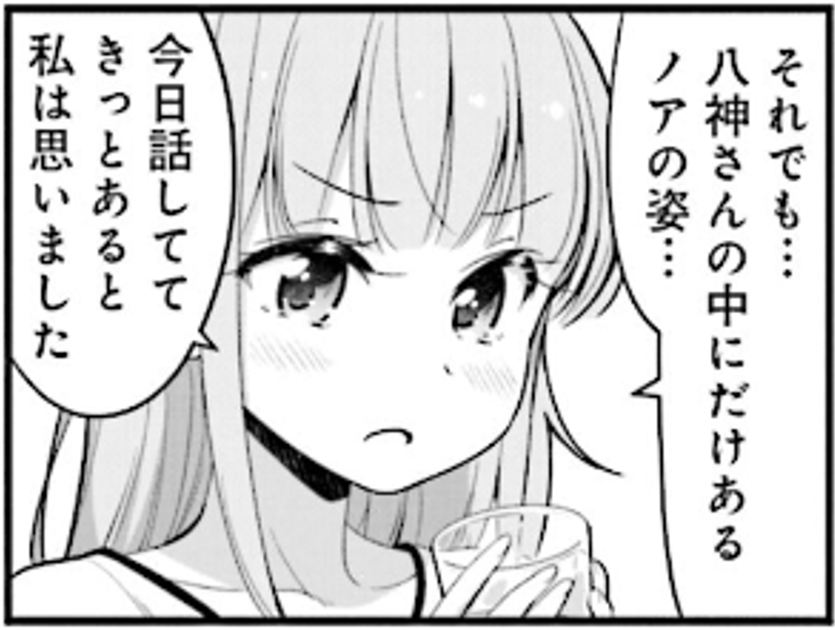 それでも…
八神さんの中にだけある
ノアの姿…
今日話してて
きっとあると
私は思いました